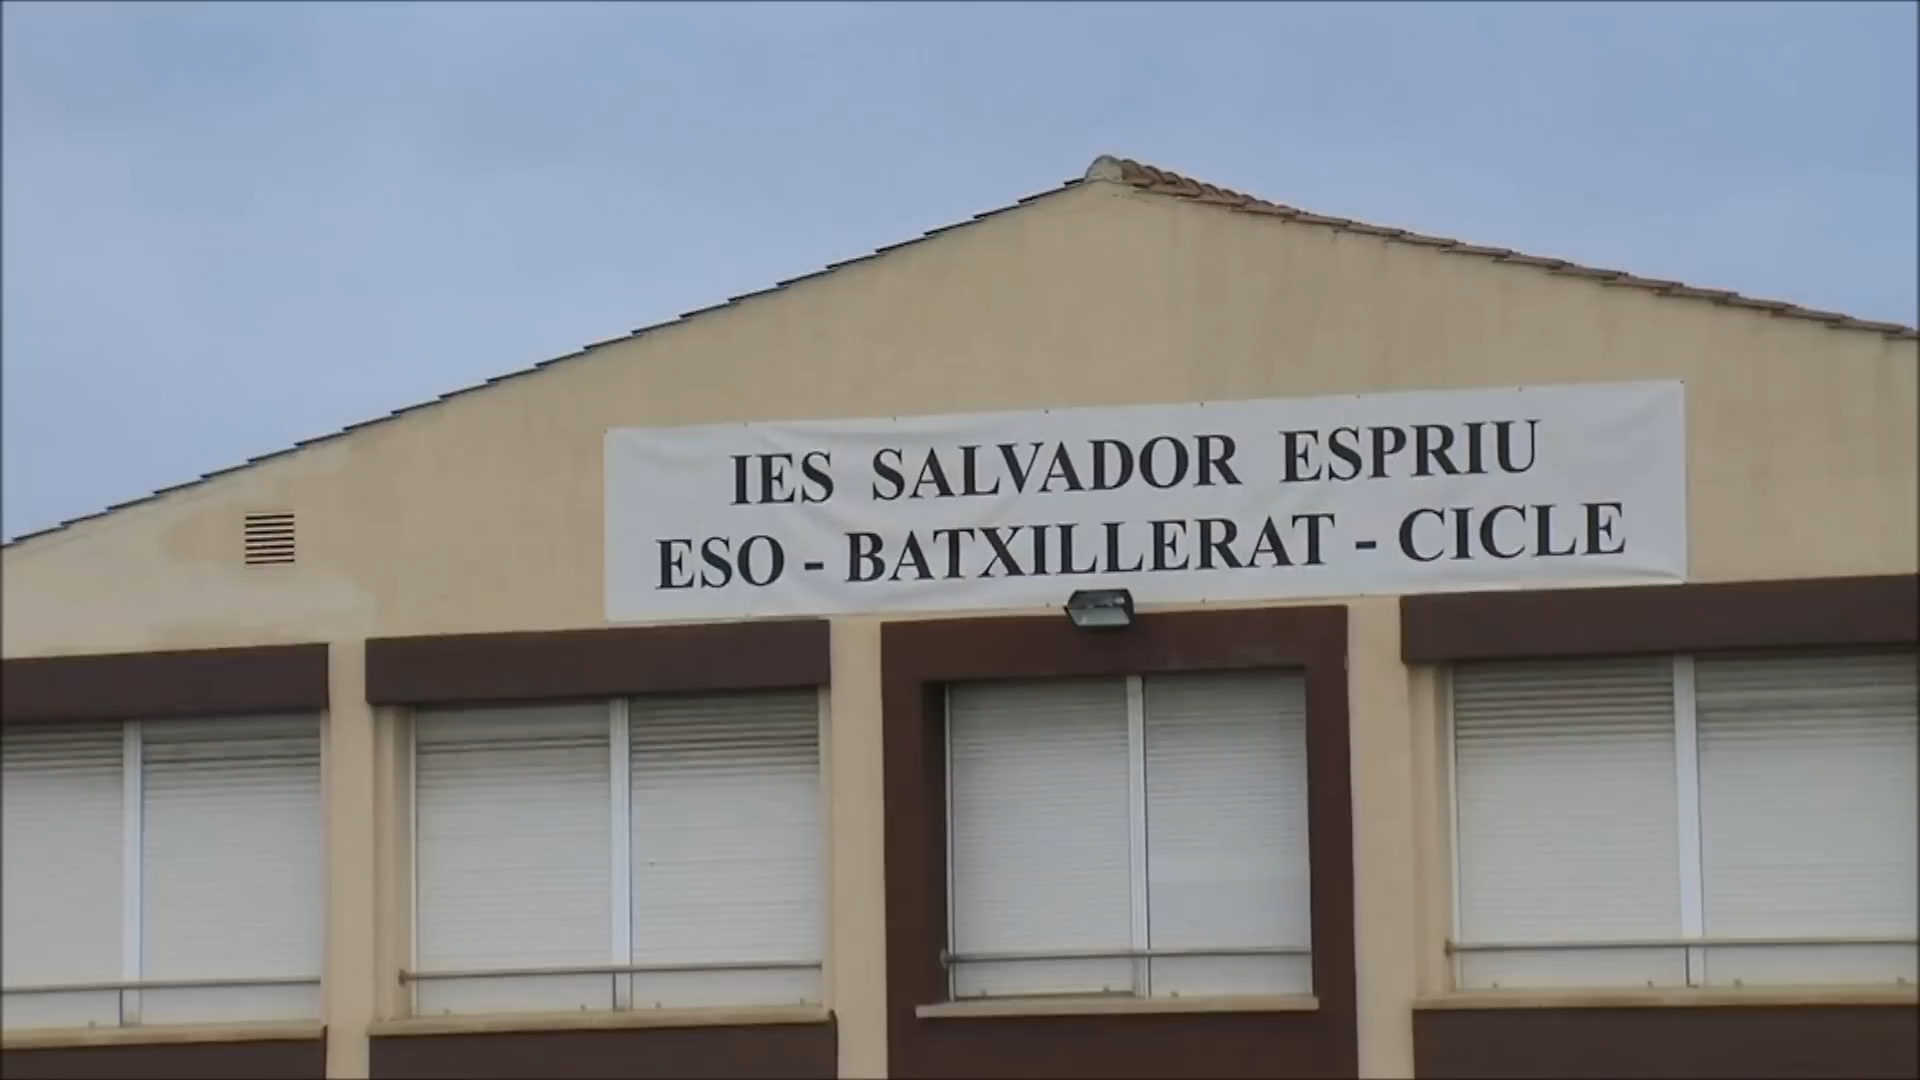 IES SALVADOR ESPRIU
ESO - BATXILLERAT - CICLE